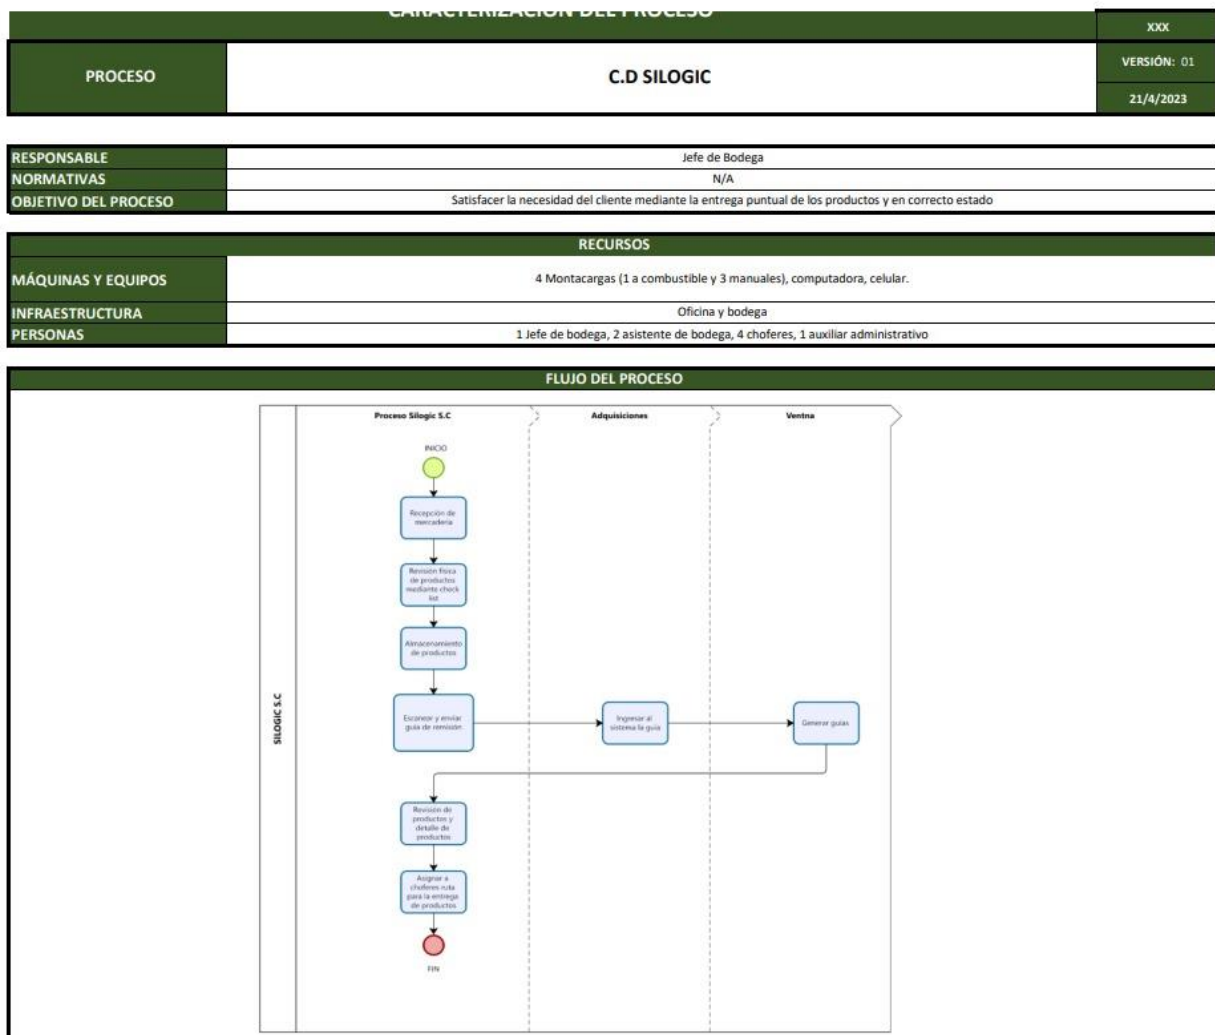 CARACTERIZACIÓN DEL PROCESO
XXX
PROCESO
C.D SILOGIC
VERSIÓN: 01
21/4/2023
RESPONSABLE
Jefe de Bodega
NORMATIVAS
N/A
OBJETIVO DEL PROCESO
Satisfacer la necesidad del cliente mediante la entrega puntual de los productos y en correcto estado
RECURSOS
MÁQUINAS Y EQUIPOS
4 Montacargas (1 a combustible y 3 manuales), computadora, celular.
INFRAESTRUCTURA
Oficina y bodega
PERSONAS
1 Jefe de bodega, 2 asistente de bodega, 4 choferes, 1 auxiliar administrativo
FLUJO DEL PROCESO
Proceso Silogic S.C
Adquisiciones
Ventna
SILOGIC S.C
INICIO
Recepción de
mercadería
Revisión física
de productos
mediante check
list
Almacenamiento
de productos
Escanear y enviar
guía de remisión
Ingresar al
sistema la guía
Generar guías
Revisión de
productos y
detalle de
productos
Asignar a
choferes ruta
para la entrega
de productos
FIN